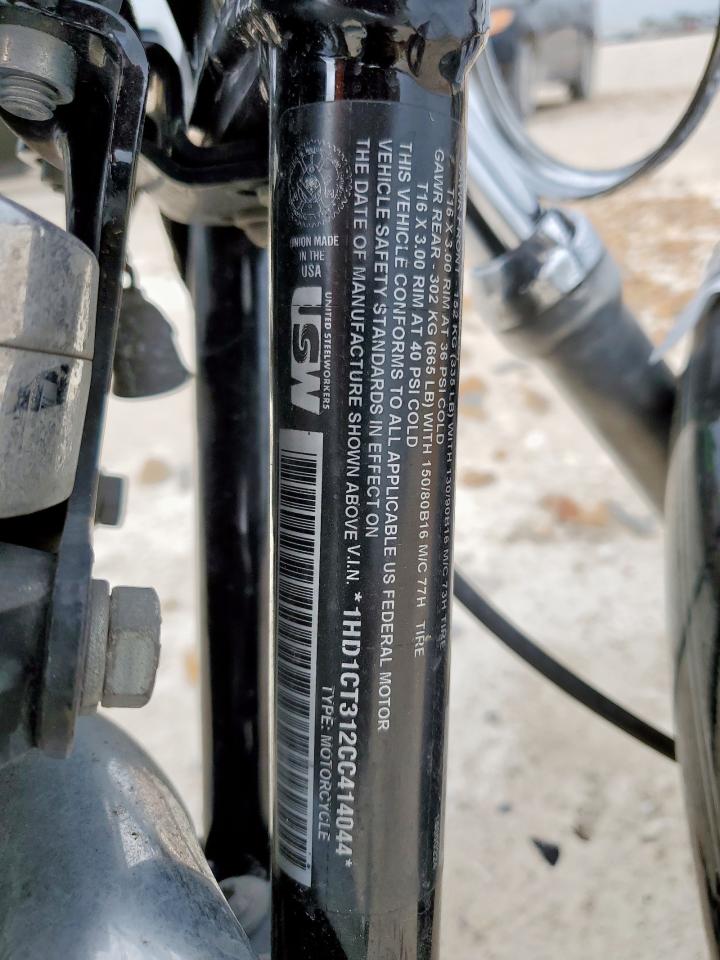 T16 X 3.00 RIM AT 36 PSI COLD
GAWR REAR - 302 KG (665 LB) WITH 150/80B16 M/C 77H TIRE
T16 X 3.00 RIM AT 40 PSI COLD
THIS VEHICLE CONFORMS TO ALL APPLICABLE US FEDERAL MOTOR
VEHICLE SAFETY STANDARDS IN EFFECT ON
THE DATE OF MANUFACTURE SHOWN ABOVE V.I.N. *1HD1CT312CC414044*
TYPE: MOTORCYCLE
UNION MADE
IN THE
USA
UNITED STEELWORKERS
USW